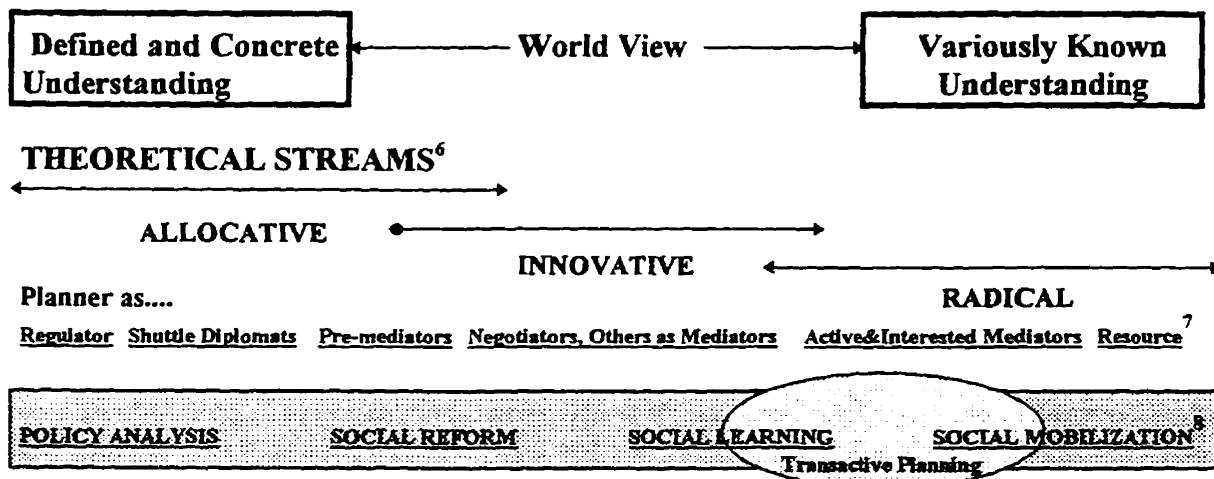 Defined and Concrete World View Variously Known
Understanding Understanding
THEORETICAL STREAMS6
ALLOCATIVE
INNOVATIVE
Planner as.... RADICAL
Regulator Shuttle Diplomats Pre-mediators Negotiators, Others as Mediators Active&Interested Mediators Resource7
POLICY ANALYSIS SOCIAL REFORM SOCIAL LEARNING SOCIAL MOBILIZATION8
Transactive Planning